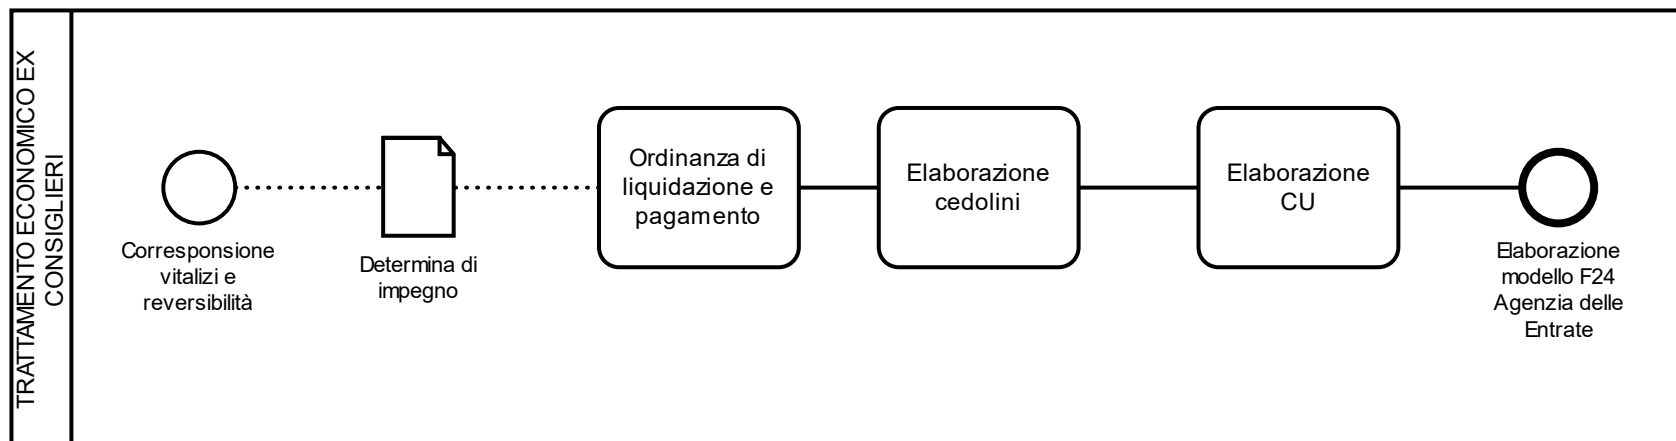 TRATTAMENTO ECONOMICO EX
CONSIGLIERI
Corresponsione
vitalizi e
reversibilità
Determina di
impegno
Ordinanza di
liquidazione e
pagamento
Elaborazione
cedolini
Elaborazione
CU
Elaborazione
modello F24
Agenzia delle
Entrate